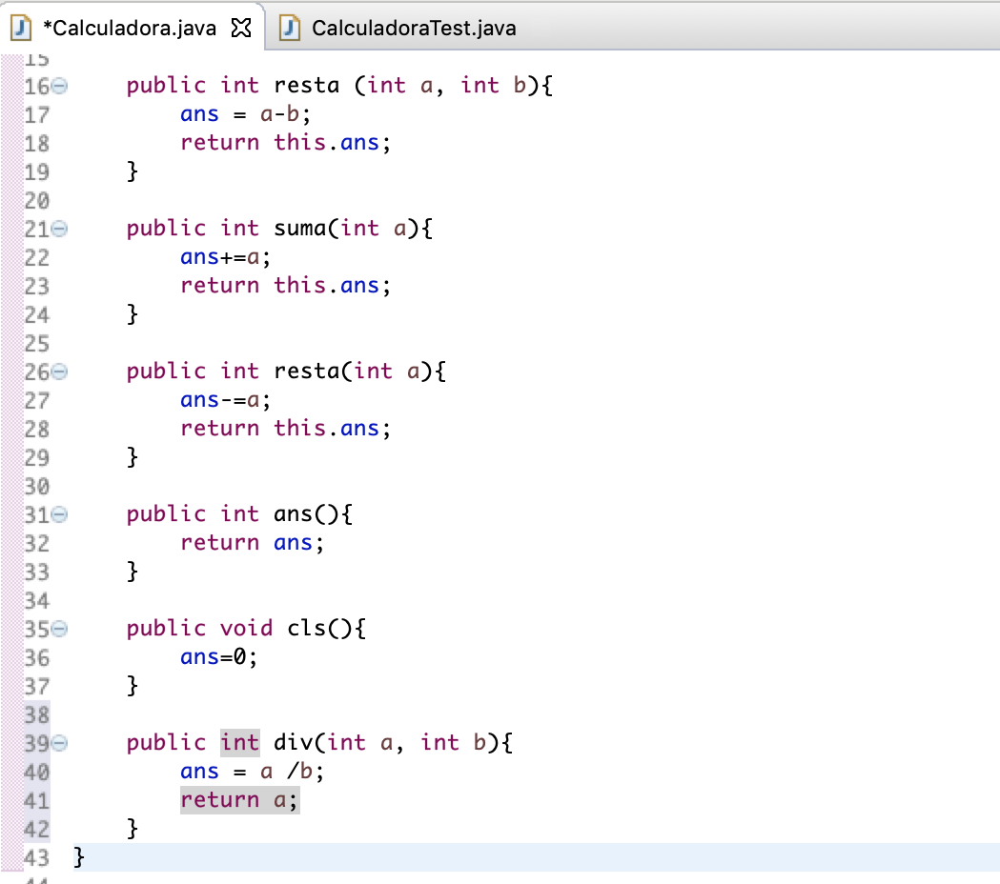 *Calculadora.java CalculadoraTest.java
15
16 public int resta (int a, int b){
17 ans = a-b;
18 return this.ans;
19 }
20
21 public int suma(int a){
22 ans+=a;
23 return this.ans;
24 }
25
26 public int resta(int a){
27 ans-=a;
28 return this.ans;
29 }
30
31 public int ans(){
32 return ans;
33 }
34
35 public void cls(){
36 ans=0;
37 }
38
39 public int div(int a, int b){
40 ans = a /b;
41 return a;
42 }
43 }
44